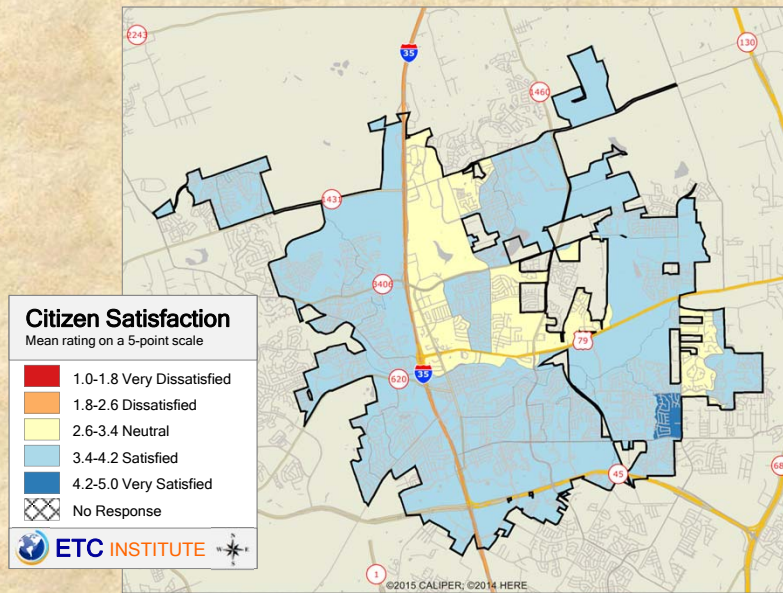 2243
35
130
1460
1431
3406
Citizen Satisfaction
Mean rating on a 5-point scale
1.0-1.8 Very Dissatisfied
1.8-2.6 Dissatisfied
2.6-3.4 Neutral
3.4-4.2 Satisfied
4.2-5.0 Very Satisfied
No Response
ETC INSTITUTE
N
W E
S
79
620
35
45
68
1
©2015 CALIPER; ©2014 HERE